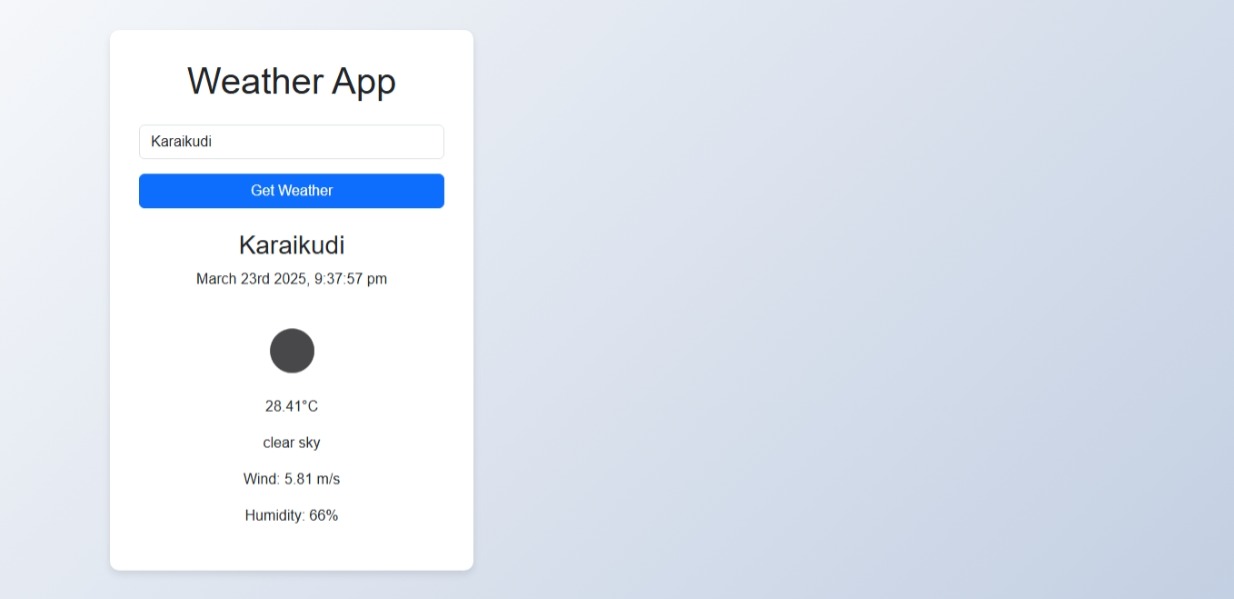 Weather App
Karaikudi
Get Weather
Karaikudi
March 23rd 2025, 9:37:57 pm
28.41°C
clear sky
Wind: 5.81 m/s
Humidity: 66%